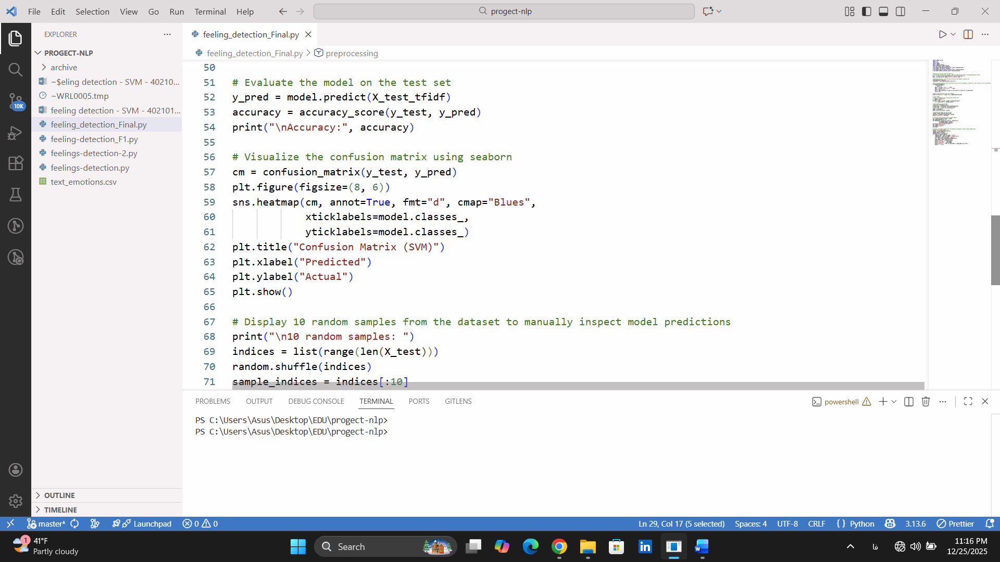 File Edit Selection View Go Run Terminal Help
progect-nlp
EXPLORER
PROGECT-NLP
archive
~$eling detection - SVM - 40210...
~WRL0005.tmp
feeling detection - SVM - 402101...
feeling_detection_Final.py
feeling-detection_F1.py
feelings-detection-2.py
feelings-detection.py
text_emotions.csv
OUTLINE
TIMELINE
10K
feeling_detection_Final.py
feeling_detection_Final.py > preprocessing
50
51 # Evaluate the model on the test set
52 y_pred = model.predict(X_test_tfidf)
53 accuracy = accuracy_score(y_test, y_pred)
54 print("\nAccuracy:", accuracy)
55
56 # Visualize the confusion matrix using seaborn
57 cm = confusion_matrix(y_test, y_pred)
58 plt.figure(figsize=(8, 6))
59 sns.heatmap(cm, annot=True, fmt="d", cmap="Blues",
60 xticklabels=model.classes_,
61 yticklabels=model.classes_)
62 plt.title("Confusion Matrix (SVM)")
63 plt.xlabel("Predicted")
64 plt.ylabel("Actual")
65 plt.show()
66
67 # Display 10 random samples from the dataset to manually inspect model predictions
68 print("\n10 random samples: ")
69 indices = list(range(len(X_test)))
70 random.shuffle(indices)
71 sample_indices = indices[:10]
PROBLEMS OUTPUT DEBUG CONSOLE TERMINAL PORTS GITLENS
powershell
PS C:\Users\Asus\Desktop\EDU\progect-nlp>
PS C:\Users\Asus\Desktop\EDU\progect-nlp>
master* Launchpad 0 0
Ln 29, Col 17 (5 selected) Spaces: 4 UTF-8 CRLF { } Python 3.13.6 Prettier
1
41°F
Partly cloudy
Search
فا
11:16 PM
12/25/2025